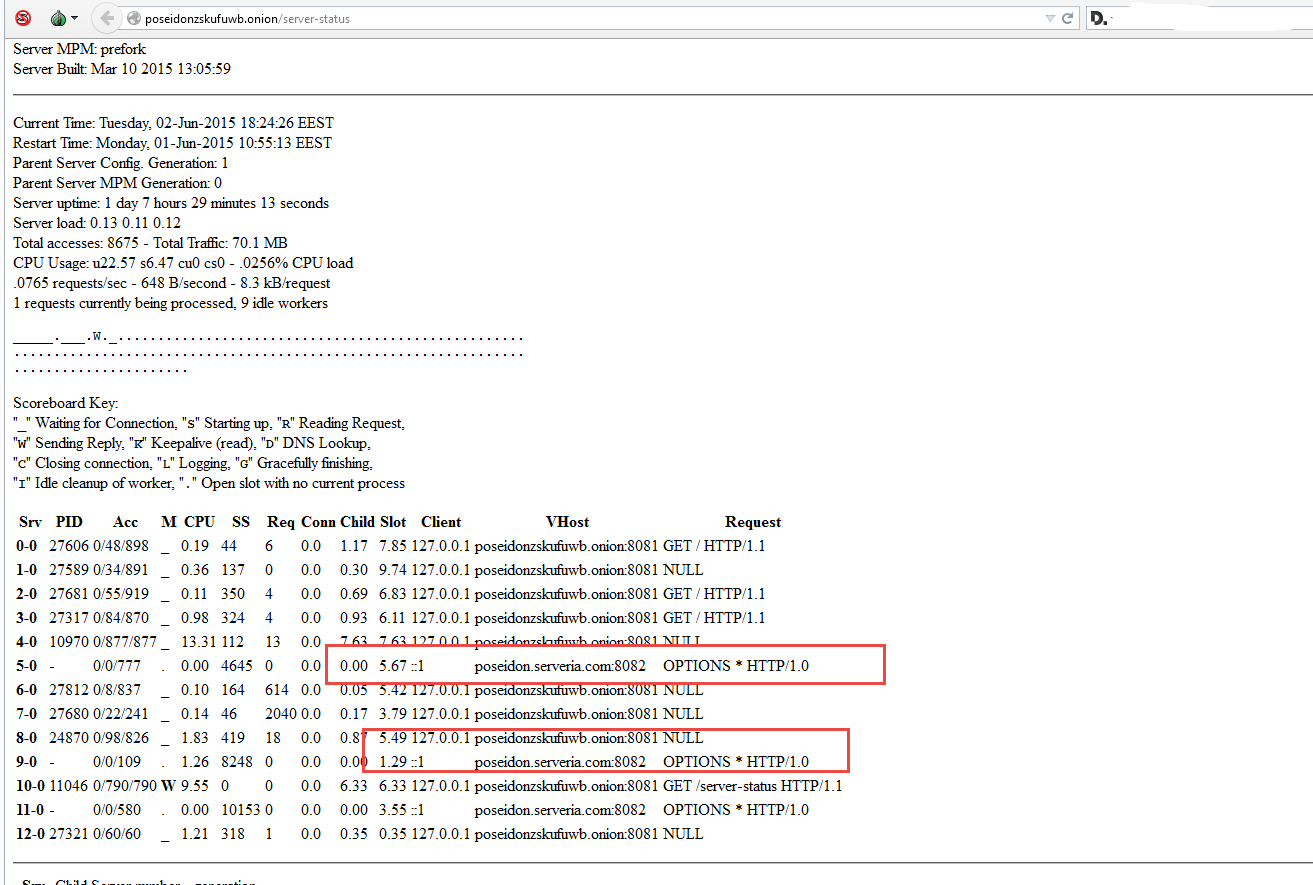 poseidonzskufuwb.onion/server-status
D.
Server MPM: prefork
Server Built: Mar 10 2015 13:05:59
Current Time: Tuesday, 02-Jun-2015 18:24:26 EEST
Restart Time: Monday, 01-Jun-2015 10:55:13 EEST
Parent Server Config. Generation: 1
Parent Server MPM Generation: 0
Server uptime: 1 day 7 hours 29 minutes 13 seconds
Server load: 0.13 0.11 0.12
Total accesses: 8675 - Total Traffic: 70.1 MB
CPU Usage: u22.57 s6.47 cu0 cs0 - .0256% CPU load
.0765 requests/sec - 648 B/second - 8.3 kB/request
1 requests currently being processed, 9 idle workers
_____.___.W._...................................................
................................................................
......................
Scoreboard Key:
"_" Waiting for Connection, "S" Starting up, "R" Reading Request,
"W" Sending Reply, "K" Keepalive (read), "D" DNS Lookup,
"C" Closing connection, "L" Logging, "G" Gracefully finishing,
"I" Idle cleanup of worker, "." Open slot with no current process
Srv PID Acc M CPU SS Req Conn Child Slot Client VHost Request
0-0 27606 0/48/898 _ 0.19 44 6 0.0 1.17 7.85 127.0.0.1 poseidonzskufuwb.onion:8081 GET / HTTP/1.1
1-0 27589 0/34/891 _ 0.36 137 0 0.0 0.30 9.74 127.0.0.1 poseidonzskufuwb.onion:8081 NULL
2-0 27681 0/55/919 _ 0.11 350 4 0.0 0.69 6.83 127.0.0.1 poseidonzskufuwb.onion:8081 GET / HTTP/1.1
3-0 27317 0/84/870 _ 0.98 324 4 0.0 0.93 6.11 127.0.0.1 poseidonzskufuwb.onion:8081 GET / HTTP/1.1
4-0 10970 0/877/877 _ 13.31 112 13 0.0 7.63 7.63 127.0.0.1 poseidonzskufuwb.onion:8081 NULL
5-0 - 0/0/777 . 0.00 4645 0 0.0 0.00 5.67 ::1 poseidon.serveria.com:8082 OPTIONS * HTTP/1.0
6-0 27812 0/8/837 _ 0.10 164 614 0.0 0.05 5.42 127.0.0.1 poseidonzskufuwb.onion:8081 NULL
7-0 27680 0/22/241 _ 0.14 46 2040 0.0 0.17 3.79 127.0.0.1 poseidonzskufuwb.onion:8081 NULL
8-0 24870 0/98/826 _ 1.83 419 18 0.0 0.87 5.49 127.0.0.1 poseidonzskufuwb.onion:8081 NULL
9-0 - 0/0/109 . 1.26 8248 0 0.0 0.00 1.29 ::1 poseidon.serveria.com:8082 OPTIONS * HTTP/1.0
10-0 11046 0/790/790 W 9.55 0 0 0.0 6.33 6.33 127.0.0.1 poseidonzskufuwb.onion:8081 GET /server-status HTTP/1.1
11-0 - 0/0/580 . 0.00 10153 0 0.0 0.00 3.55 ::1 poseidon.serveria.com:8082 OPTIONS * HTTP/1.0
12-0 27321 0/60/60 _ 1.21 318 1 0.0 0.35 0.35 127.0.0.1 poseidonzskufuwb.onion:8081 NULL
Srv Child Server number - generation